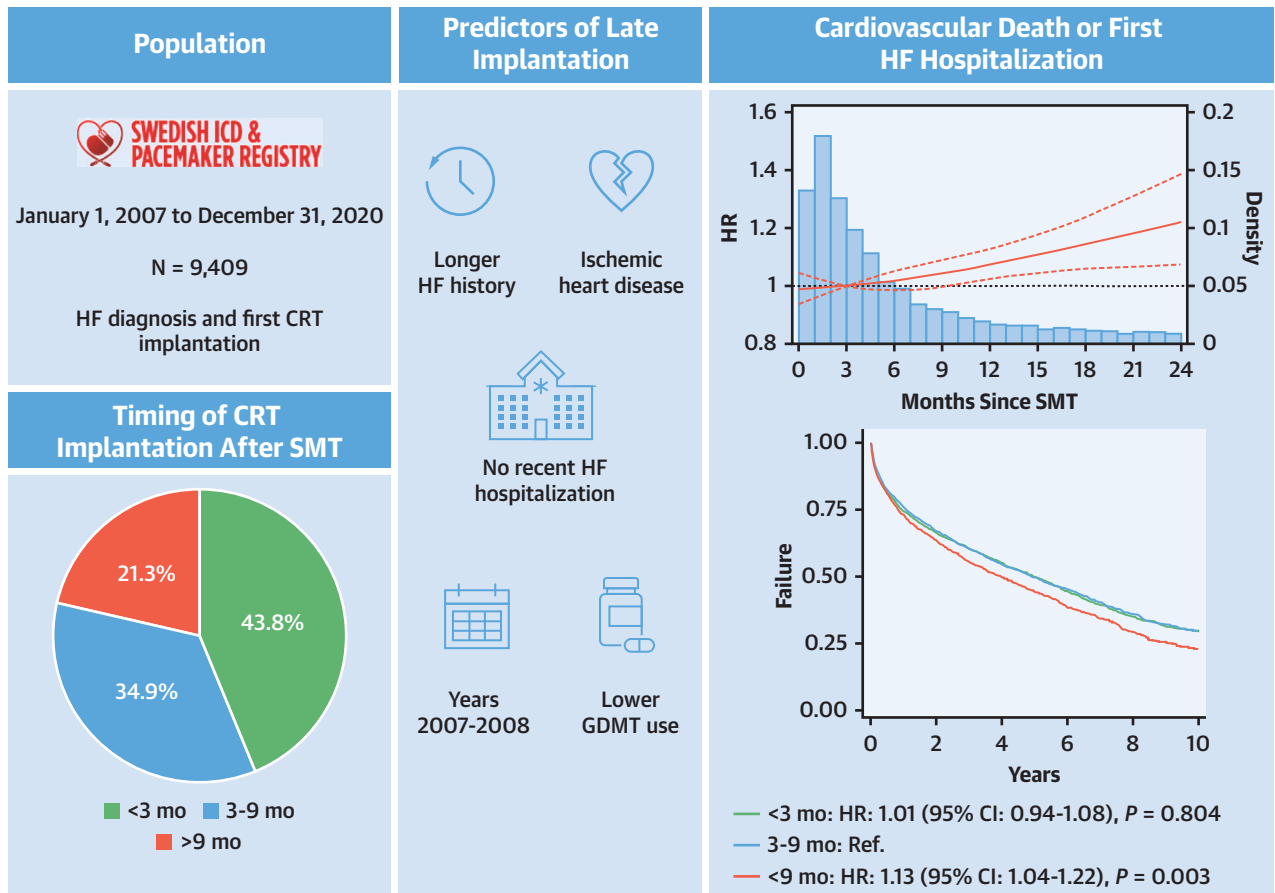 Population
SWEDISH ICD &
PACEMAKER REGISTRY
January 1, 2007 to December 31, 2020
N = 9,409
HF diagnosis and first CRT
implantation
Timing of CRT
Implantation After SMT
21.3%
43.8%
34.9%
<3 mo 3-9 mo
>9 mo
Predictors of Late
Implantation
Longer
HF history
Ischemic
heart disease
No recent HF
hospitalization
Years
2007-2008
Lower
GDMT use
Cardiovascular Death or First
HF Hospitalization
1.6
1.4
1.2
1
0.8
HR
0.2
0.15
0.1
0.05
0
Density
0 3 6 9 12 15 18 21 24
Months Since SMT
1.00
0.75
0.50
0.25
0.00
Failure
0 2 4 6 8 10
Years
<3 mo: HR: 1.01 (95% CI: 0.94-1.08), P = 0.804
3-9 mo: Ref.
<9 mo: HR: 1.13 (95% CI: 1.04-1.22), P = 0.003